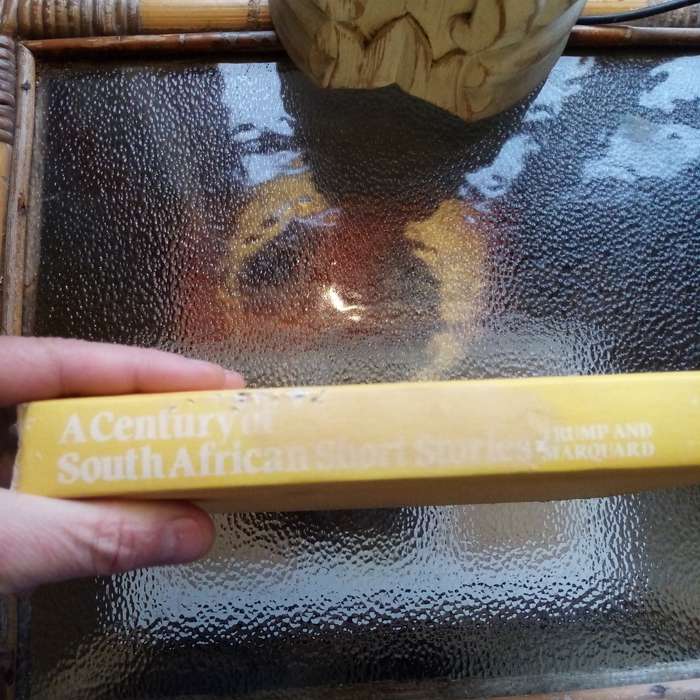 A Century of
South African Short Stories
TRUMP AND
MARQUARD